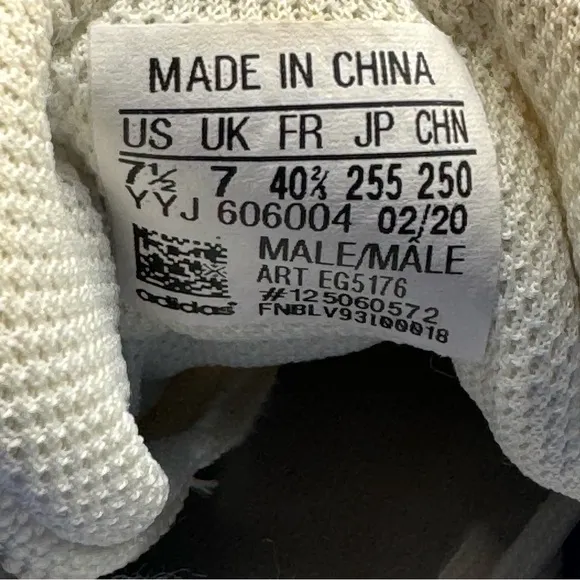 MADE IN CHINA
US UK FR JP CHN
7½ 7 40⅔ 255 250
YYJ 606004 02/20
MALE/MÂLE
ART EG5176
#125060572
adidas
FNBLV93100018